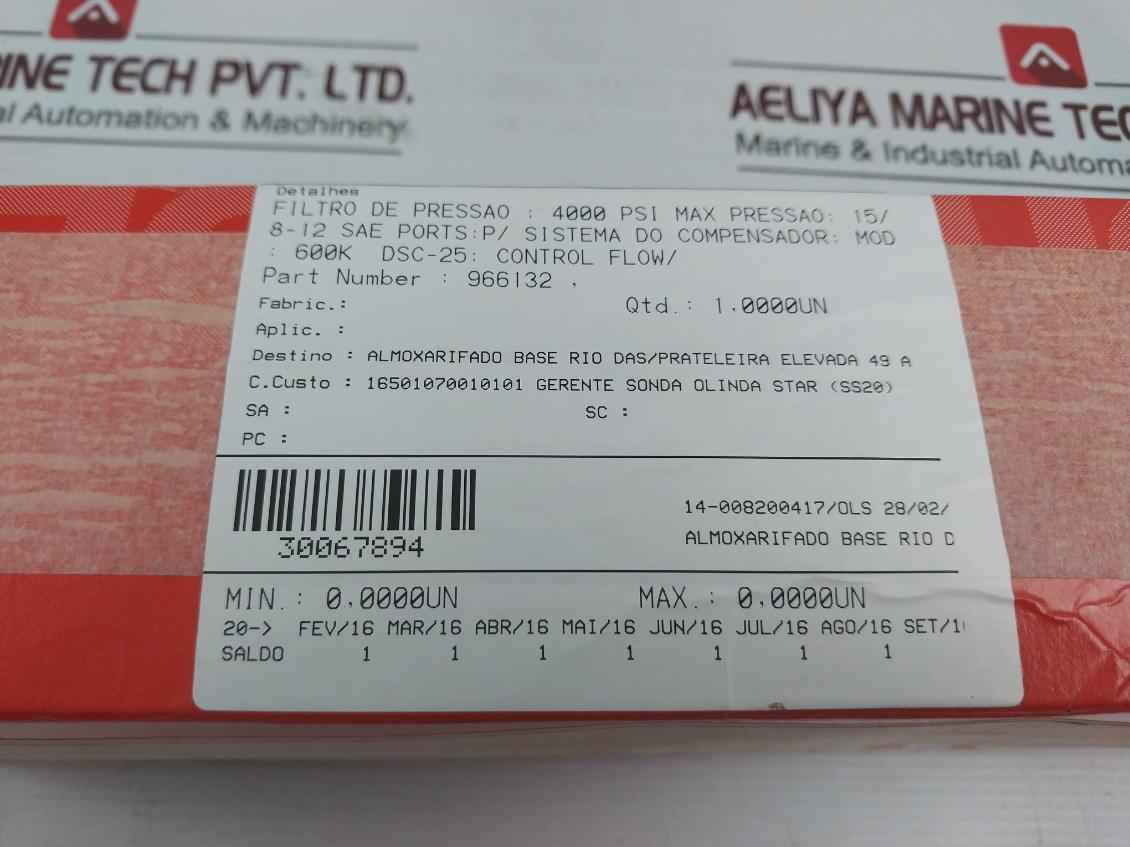 INE TECH PVT. LTD.
al Automation & Machinery
AELIYA MARINE TEC
Marine & Industrial Automa
Detalhes
FILTRO DE PRESSAO : 4000 PSI MAX PRESSAO: 15/
8-12 SAE PORTS:P/ SISTEMA DO COMPENSADOR: MOD
: 600K DSC-25: CONTROL FLOW/
Part Number : 966132 .
Fabric.: Qtd.: 1.0000UN
Aplic. :
Destino : ALMOXARIFADO BASE RIO DAS/PRATELEIRA ELEVADA 49 A
C.Custo : 16501070010101 GERENTE SONDA OLINDA STAR (SS20)
SA : SC :
PC :
14-008200417/OLS 28/02/
30067894 ALMOXARIFADO BASE RIO D
MIN.: 0.0000UN MAX.: 0.0000UN
20-> FEV/16 MAR/16 ABR/16 MAI/16 JUN/16 JUL/16 AGO/16 SET/1
SALDO 1 1 1 1 1 1 1